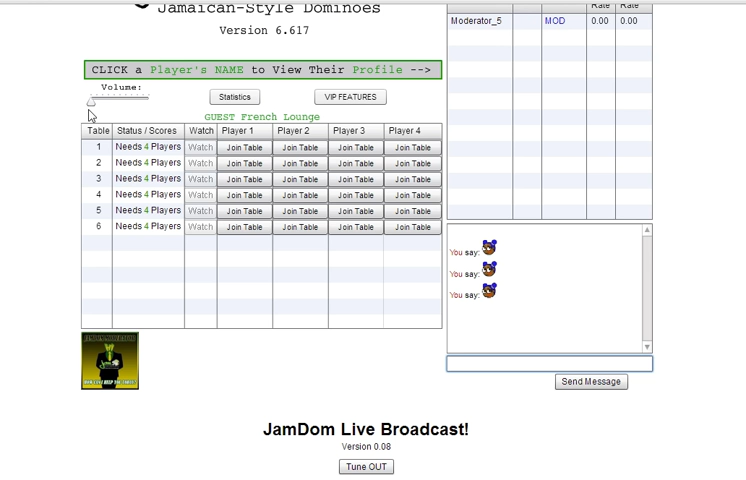 Jamaican-Style Dominoes
Version 6.617
CLICK a Player's NAME to View Their Profile -->
Volume:
Statistics
VIP FEATURES
GUEST French Lounge
Table Status / Scores Watch Player 1 Player 2 Player 3 Player 4
1 Needs 4 Players Watch Join Table Join Table Join Table Join Table
2 Needs 4 Players Watch Join Table Join Table Join Table Join Table
3 Needs 4 Players Watch Join Table Join Table Join Table Join Table
4 Needs 4 Players Watch Join Table Join Table Join Table Join Table
5 Needs 4 Players Watch Join Table Join Table Join Table Join Table
6 Needs 4 Players Watch Join Table Join Table Join Table Join Table
Rate Rate
Moderator_5 MOD 0.00 0.00
You say:
You say:
You say:
Send Message
JamDom Live Broadcast!
Version 0.08
Tune OUT